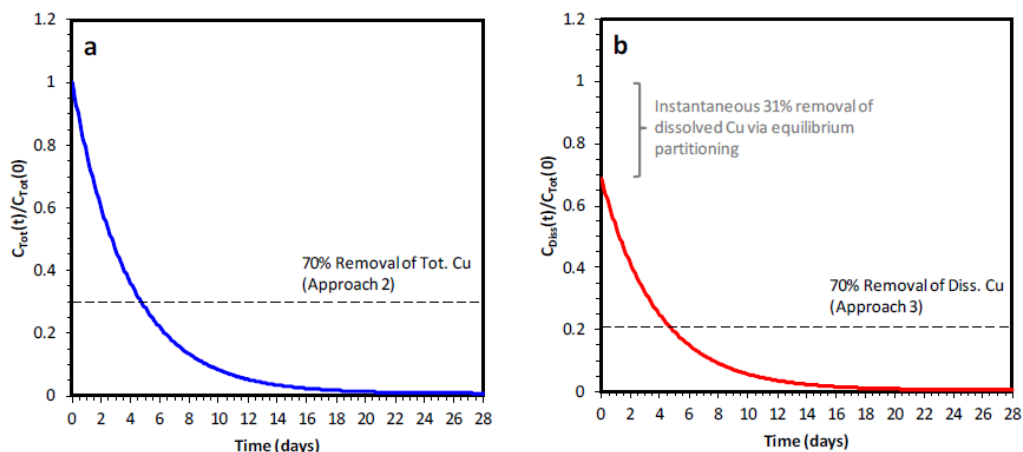 a
1.2
1
0.8
0.6
0.4
0.2
0
C_Tot(t)/C_Tot(0)
70% Removal of Tot. Cu
(Approach 2)
0 2 4 6 8 10 12 14 16 18 20 22 24 26 28
Time (days)
b
1.2
1
0.8
0.6
0.4
0.2
0
C_Diss(t)/C_Tot(0)
Instantaneous 31% removal of
dissolved Cu via equilibrium
partitioning
70% Removal of Diss. Cu
(Approach 3)
0 2 4 6 8 10 12 14 16 18 20 22 24 26 28
Time (days)